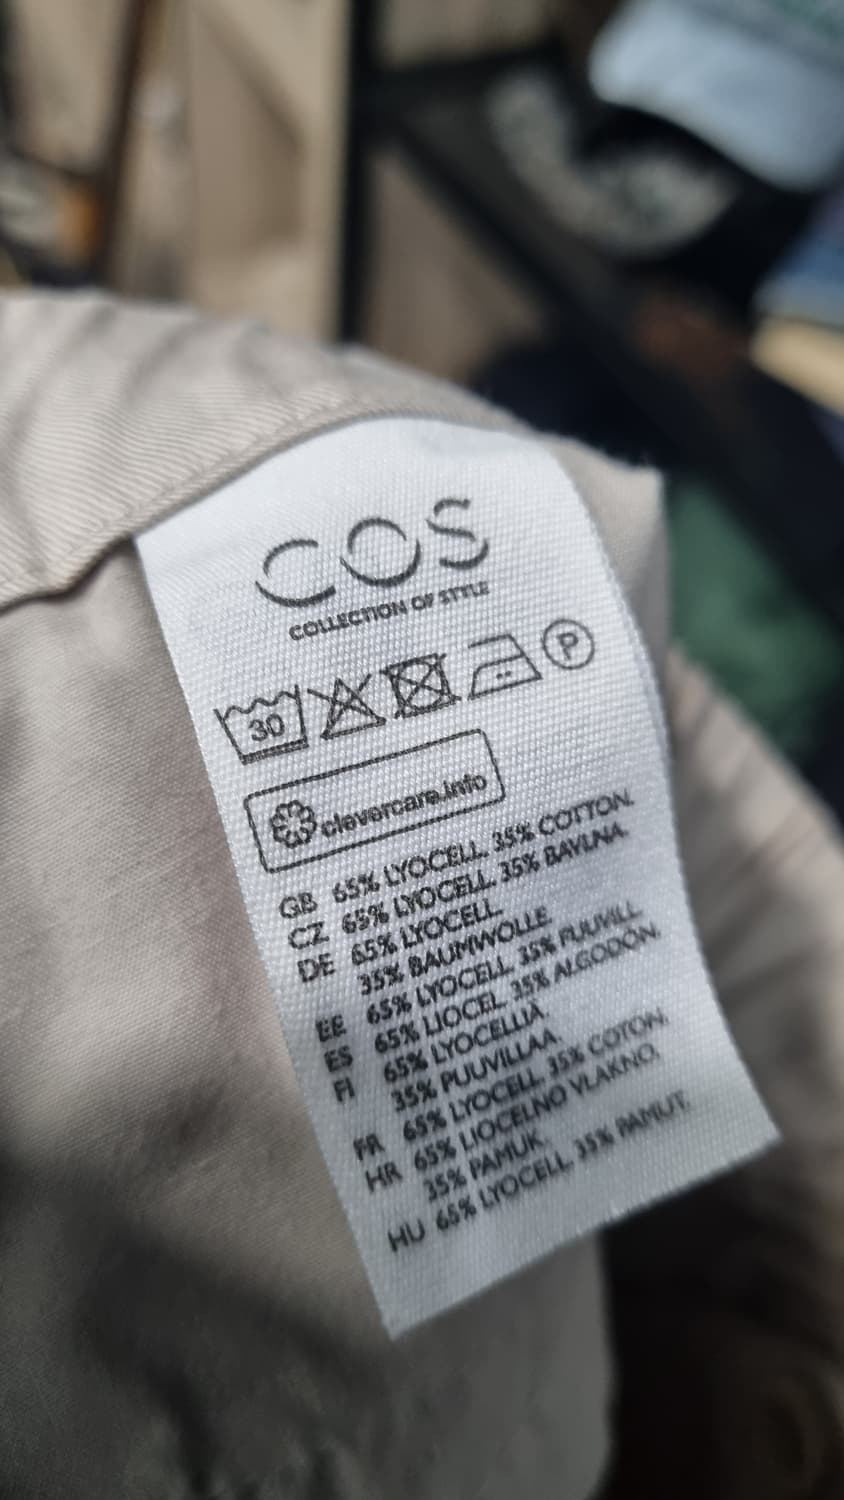 COS
COLLECTION OF STYLE
30
P
clevercare.info
GB 65% LYOCELL. 35% COTTON.
CZ 65% LYOCELL. 35% BAVLNA.
DE 65% LYOCELL.
35% BAUMWOLLE.
EE 65% LYOCELL. 35% PUUVILL.
ES 65% LIOCEL. 35% ALGODÓN.
FI 65% LYOCELLIÄ.
35% PUUVILLAA.
FR 65% LYOCELL. 35% COTON.
HR 65% LIOCELNO VLAKNO.
35% PAMUK.
HU 65% LYOCELL. 35% PAMUT.